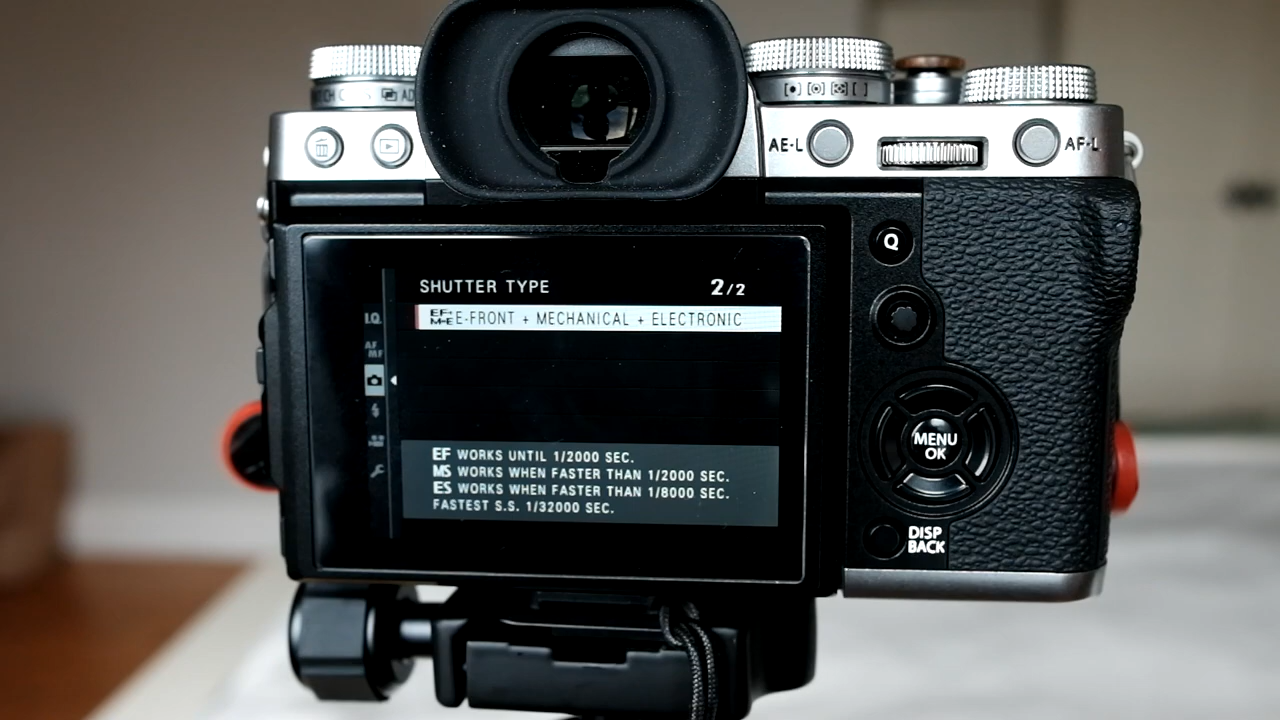 CH
AD
AE-L
AF-L
Q
SHUTTER TYPE 2/2
EF+M+E E-FRONT + MECHANICAL + ELECTRONIC
I.Q.
AF MF
EF WORKS UNTIL 1/2000 SEC.
MS WORKS WHEN FASTER THAN 1/2000 SEC.
ES WORKS WHEN FASTER THAN 1/8000 SEC.
FASTEST S.S. 1/32000 SEC.
MENU
OK
DISP
BACK